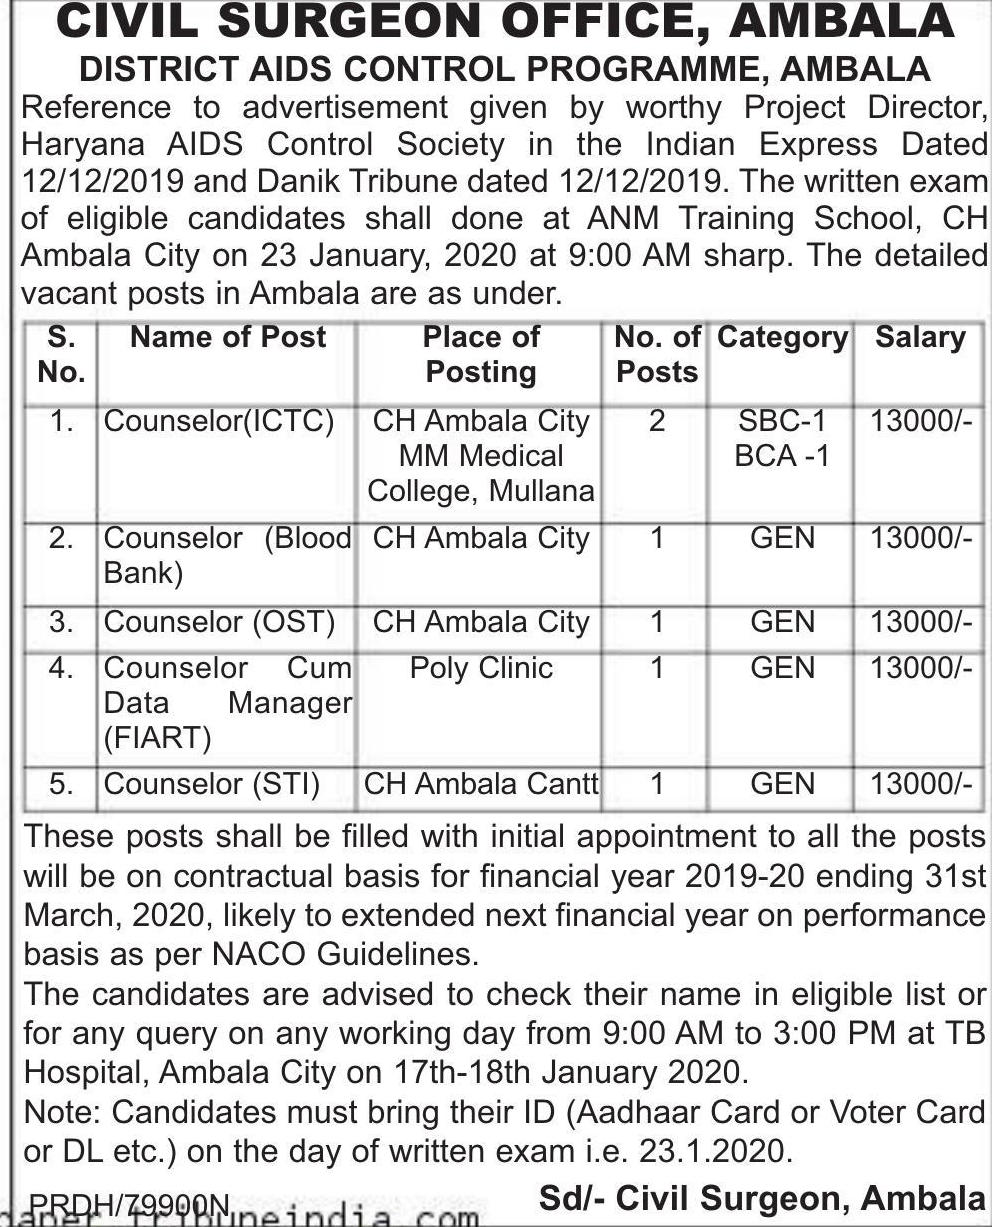 CIVIL SURGEON OFFICE, AMBALA
DISTRICT AIDS CONTROL PROGRAMME, AMBALA
Reference to advertisement given by worthy Project Director,
Haryana AIDS Control Society in the Indian Express Dated
12/12/2019 and Danik Tribune dated 12/12/2019. The written exam
of eligible candidates shall done at ANM Training School, CH
Ambala City on 23 January, 2020 at 9:00 AM sharp. The detailed
vacant posts in Ambala are as under.
S. Name of Post Place of No. of Category Salary
No. Posting Posts
1. Counselor(ICTC) CH Ambala City 2 SBC-1 13000/-
MM Medical BCA -1
College, Mullana
2. Counselor (Blood CH Ambala City 1 GEN 13000/-
Bank)
3. Counselor (OST) CH Ambala City 1 GEN 13000/-
4. Counselor Cum Poly Clinic 1 GEN 13000/-
Data Manager
(FIART)
5. Counselor (STI) CH Ambala Cantt 1 GEN 13000/-
These posts shall be filled with initial appointment to all the posts
will be on contractual basis for financial year 2019-20 ending 31st
March, 2020, likely to extended next financial year on performance
basis as per NACO Guidelines.
The candidates are advised to check their name in eligible list or
for any query on any working day from 9:00 AM to 3:00 PM at TB
Hospital, Ambala City on 17th-18th January 2020.
Note: Candidates must bring their ID (Aadhaar Card or Voter Card
or DL etc.) on the day of written exam i.e. 23.1.2020.
PRDH/79900N Sd/- Civil Surgeon, Ambala
tribuneindia.com